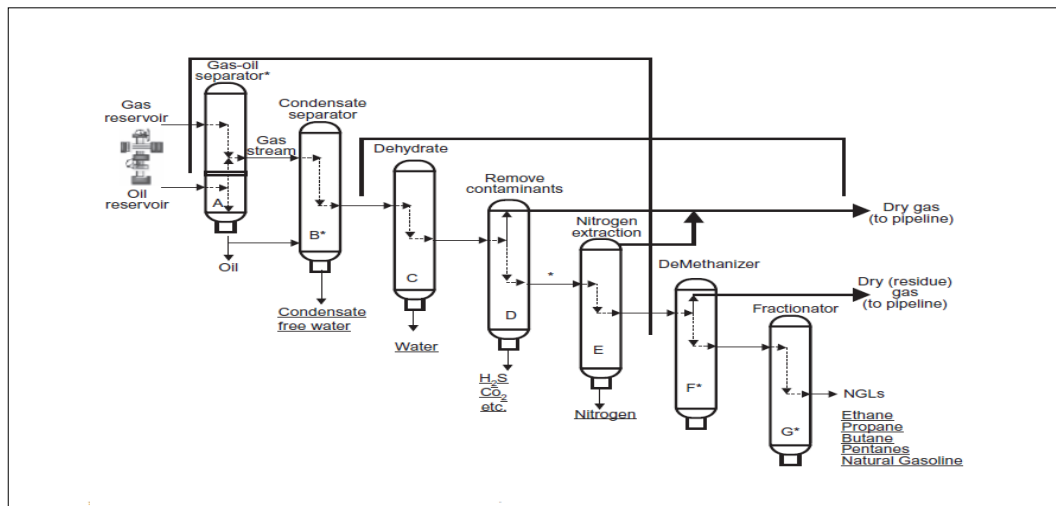 Gas-oil
separator*
Gas
reservoir
Oil
reservoir
A
Oil
Gas
stream
Condensate
separator
B*
Condensate
free water
Dehydrate
C
Water
Remove
contaminants
D
H2S
Co2
etc.
*
Nitrogen
extraction
E
Nitrogen
Dry gas
(to pipeline)
DeMethanizer
F*
Dry (residue)
gas
(to pipeline)
Fractionator
G*
NGLs
Ethane
Propane
Butane
Pentanes
Natural Gasoline